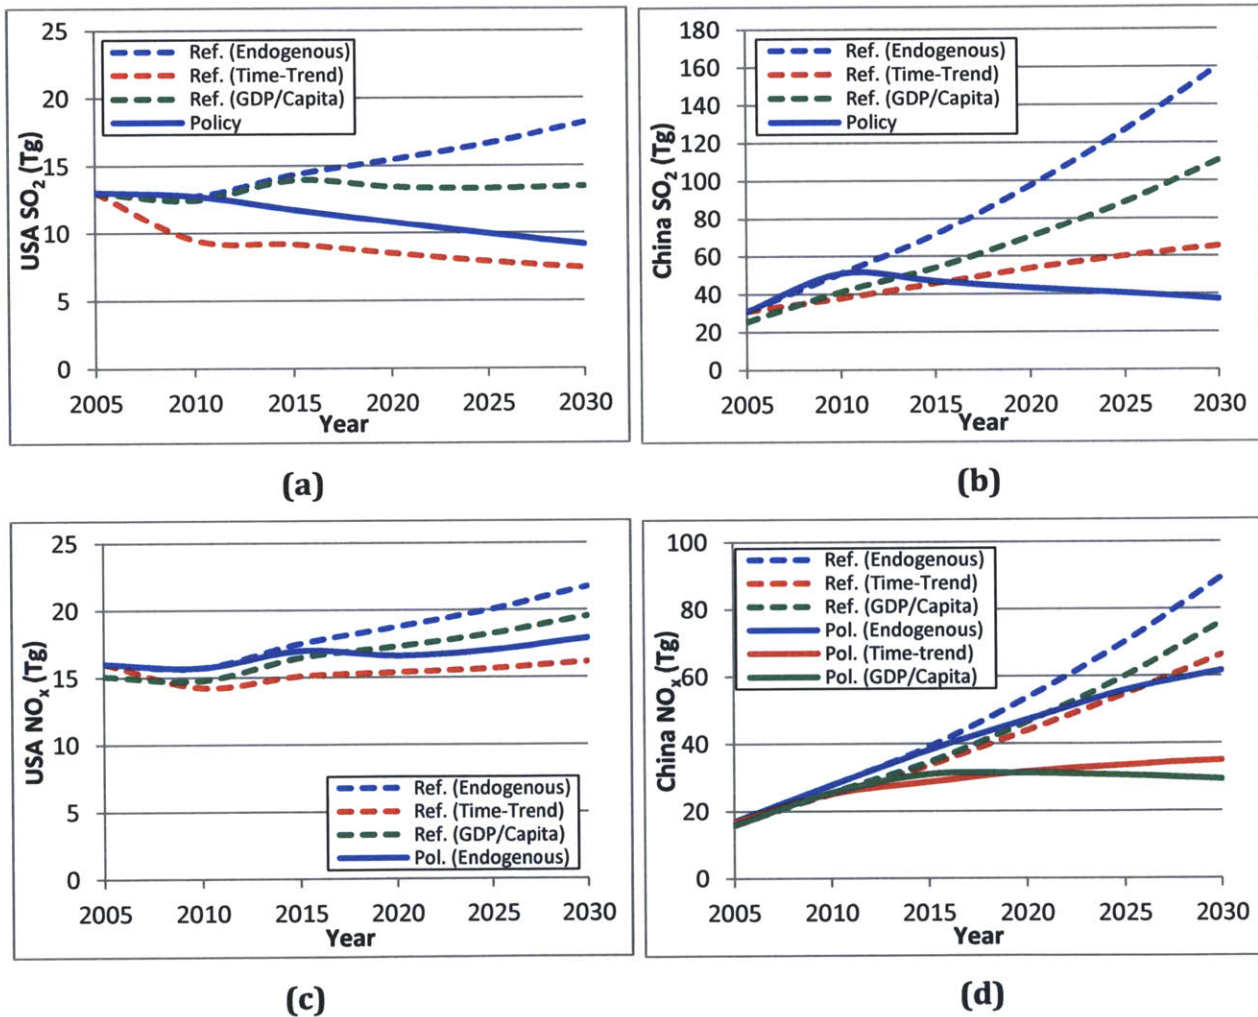 USA SO2 (Tg)
30
25
20
15
10
5
0
Ref. (Endogenous)
Ref. (Time-Trend)
Ref. (GDP/Capita)
Policy
2005 2010 2015 2020 2025 2030
Year
(a)
China SO2 (Tg)
180
160
140
120
100
80
60
40
20
0
Ref. (Endogenous)
Ref. (Time-Trend)
Ref. (GDP/Capita)
Policy
2005 2010 2015 2020 2025 2030
Year
(b)
USA NOx (Tg)
25
20
15
10
5
0
Ref. (Endogenous)
Ref. (Time-Trend)
Ref. (GDP/Capita)
Pol. (Endogenous)
2005 2010 2015 2020 2025 2030
Year
(c)
China NOx (Tg)
100
80
60
40
20
0
Ref. (Endogenous)
Ref. (Time-Trend)
Ref. (GDP/Capita)
Pol. (Endogenous)
Pol. (Time-trend)
Pol. (GDP/Capita)
2005 2010 2015 2020 2025 2030
Year
(d)